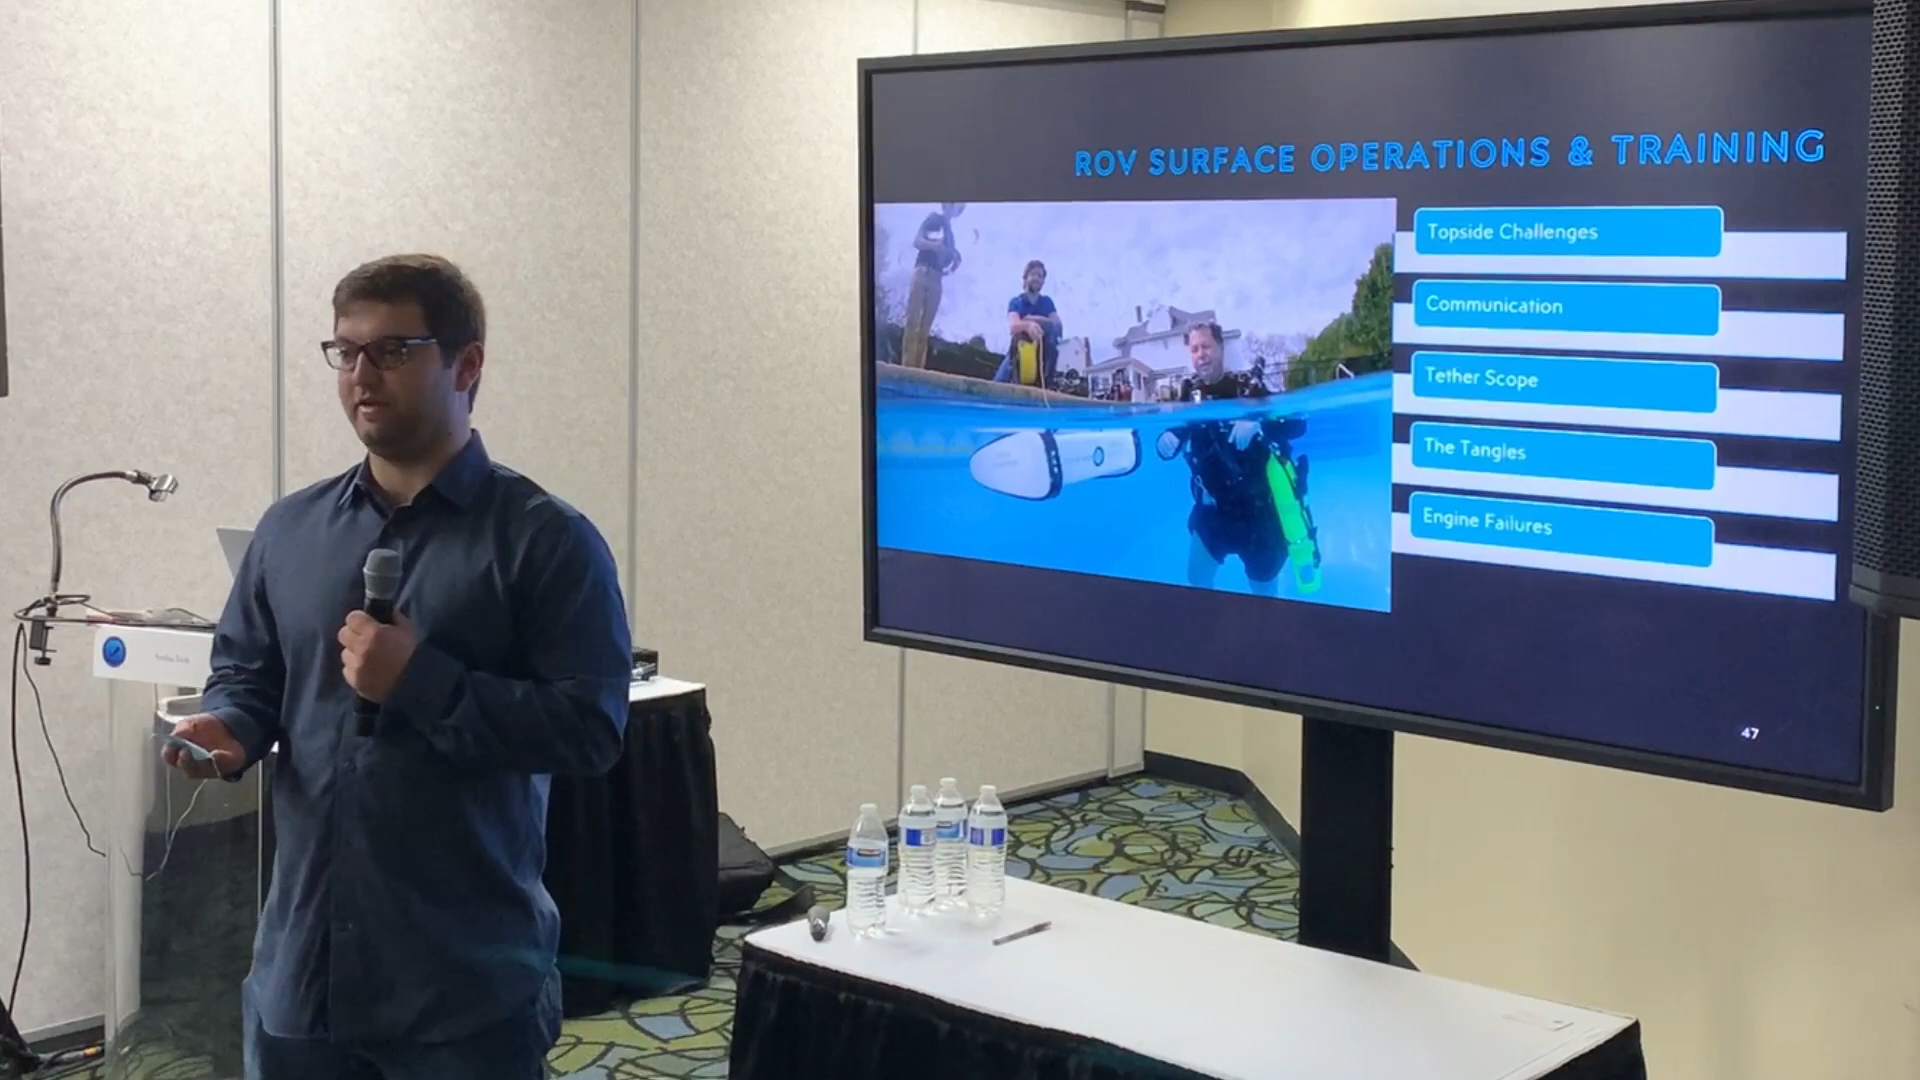 ROV SURFACE OPERATIONS & TRAINING
Topside Challenges
Communication
Tether Scope
The Tangles
Engine Failures
47